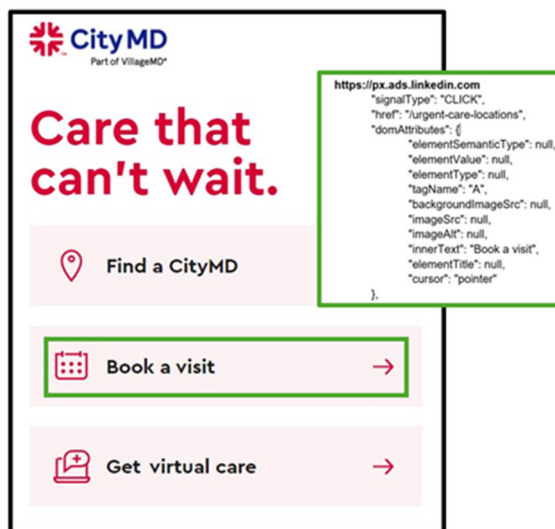 CityMD
Part of VillageMD®
Care that
can't wait.
Find a CityMD
Book a visit
Get virtual care
https://px.ads.linkedin.com
"signalType": "CLICK",
"href": "/urgent-care-locations",
"domAttributes": {
"elementSemanticType": null,
"elementValue": null,
"elementType": null,
"tagName": "A",
"backgroundImageSrc": null,
"imageSrc": null,
"imageAlt": null,
"innerText": "Book a visit",
"elementTitle": null,
"cursor": "pointer"
},